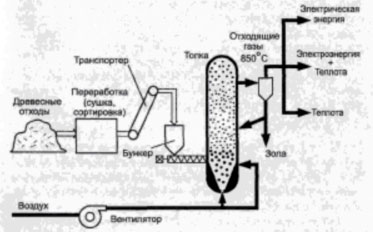 Электрическая
энергия
Отходящие
газы
850°С
Транспортер
Топка
Электроэнергия
+
Теплота
Древесные
отходы
Переработка
(сушка,
сортировка)
Теплота
Бункер
Зола
Воздух
Вентилятор